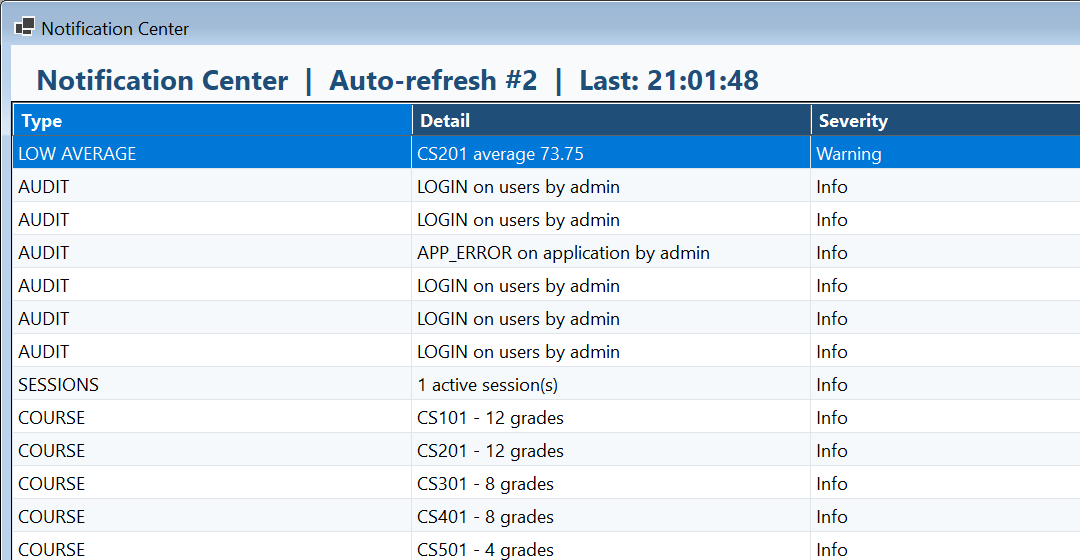 Notification Center
Notification Center | Auto-refresh #2 | Last: 21:01:48
Type Detail Severity
LOW AVERAGE CS201 average 73.75 Warning
AUDIT LOGIN on users by admin Info
AUDIT LOGIN on users by admin Info
AUDIT APP_ERROR on application by admin Info
AUDIT LOGIN on users by admin Info
AUDIT LOGIN on users by admin Info
AUDIT LOGIN on users by admin Info
SESSIONS 1 active session(s) Info
COURSE CS101 - 12 grades Info
COURSE CS201 - 12 grades Info
COURSE CS301 - 8 grades Info
COURSE CS401 - 8 grades Info
COURSE CS501 - 4 grades Info